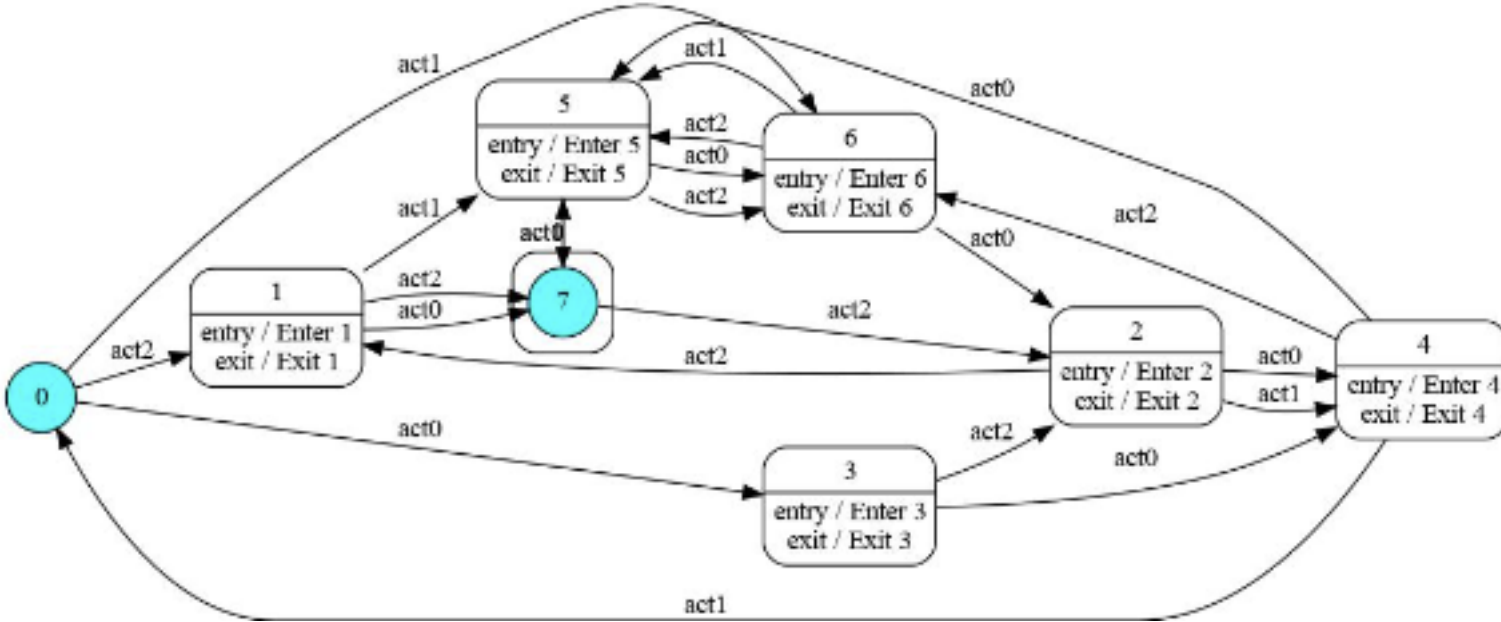 act1
act0
act1
5
entry / Enter 5
exit / Exit 5
act2
act0
act2
6
entry / Enter 6
exit / Exit 6
act2
act1
act0
act2
1
entry / Enter 1
exit / Exit 1
act2
act0
7
act2
2
entry / Enter 2
exit / Exit 2
act0
act1
4
entry / Enter 4
exit / Exit 4
act2
0
act2
act0
act2
act0
3
entry / Enter 3
exit / Exit 3
act1